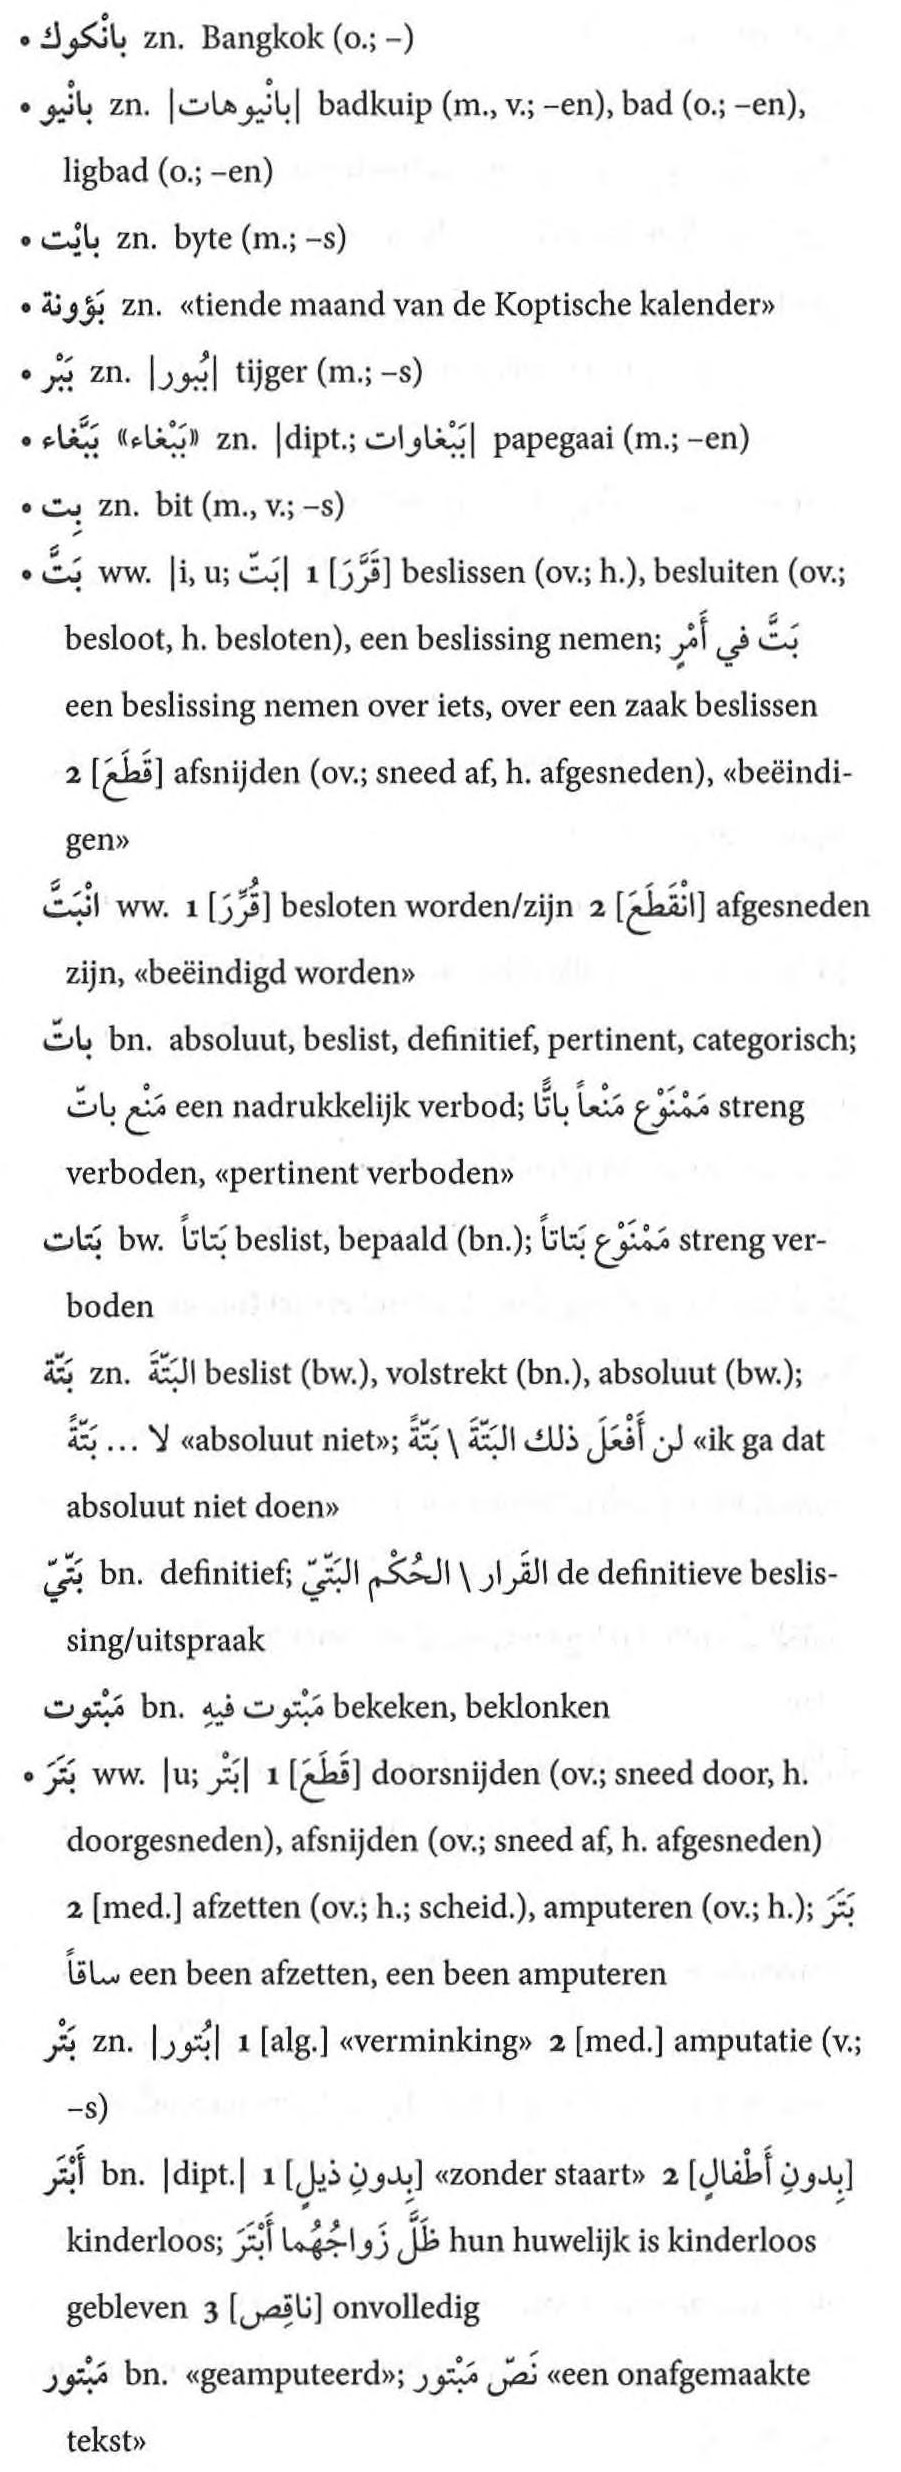 • بانْكوك zn. Bangkok (o.; –)
• بانْيو zn. |بانْيوهات| badkuip (m., v.; –en), bad (o.; –en),
ligbad (o.; –en)
• بايْت zn. byte (m.; –s)
• بَؤونة zn. «tiende maand van de Koptische kalender»
• بَبْر zn. |بُبور| tijger (m.; –s)
• بَبَّغاء «بَبْغاء» zn. |dipt.; بَبْغاوات| papegaai (m.; –en)
• بِت zn. bit (m., v.; –s)
• بَتَّ ww. |i, u; بَتّ| 1 [قَرَّرَ] beslissen (ov.; h.), besluiten (ov.;
besloot, h. besloten), een beslissing nemen; بَتَّ في أَمْرٍ
een beslissing nemen over iets, over een zaak beslissen
2 [قَطَعَ] afsnijden (ov.; sneed af, h. afgesneden), «beëindi-
gen»
انْبَتَّ ww. 1 [قُرِّرَ] besloten worden/zijn 2 [انْقَطَعَ] afgesneden
zijn, «beëindigd worden»
باتّ bn. absoluut, beslist, definitief, pertinent, categorisch;
مَنْع باتّ een nadrukkelijk verbod; مَمْنَوْع مَنْعاً باتًّا streng
verboden, «pertinent verboden»
بَتات bw. بَتاتاً beslist, bepaald (bn.); مَمْنَوْع بَتاتاً streng ver-
boden
بَتّة zn. البَتّةَ beslist (bw.), volstrekt (bn.), absoluut (bw.);
لا ... بَتّةً «absoluut niet»; لن أَفْعَلَ ذلك البَتّةَ \ بَتّةً «ik ga dat
absoluut niet doen»
بَتّيّ bn. definitief; القَرار \ الحُكْم البَتّيّ de definitieve beslis-
sing/uitspraak
مَبْتوت bn. مَبْتوت فيهِ bekeken, beklonken
• بَتَرَ ww. |u; بَتْر| 1 [قَطَعَ] doorsnijden (ov.; sneed door, h.
doorgesneden), afsnijden (ov.; sneed af, h. afgesneden)
2 [med.] afzetten (ov.; h.; scheid.), amputeren (ov.; h.); بَتَرَ
ساقاً een been afzetten, een been amputeren
بَتْر zn. |بُتور| 1 [alg.] «verminking» 2 [med.] amputatie (v.;
–s)
أَبْتَر bn. |dipt.| 1 [بِدونِ ذيلٍ] «zonder staart» 2 [بِدونِ أَطْفالٍ]
kinderloos; ظَلَّ زَواجُهُما أَبْتَرَ hun huwelijk is kinderloos
gebleven 3 [ناقِص] onvolledig
مَبْتور bn. «geamputeerd»; نَصّ مَبْتور «een onafgemaakte
tekst»